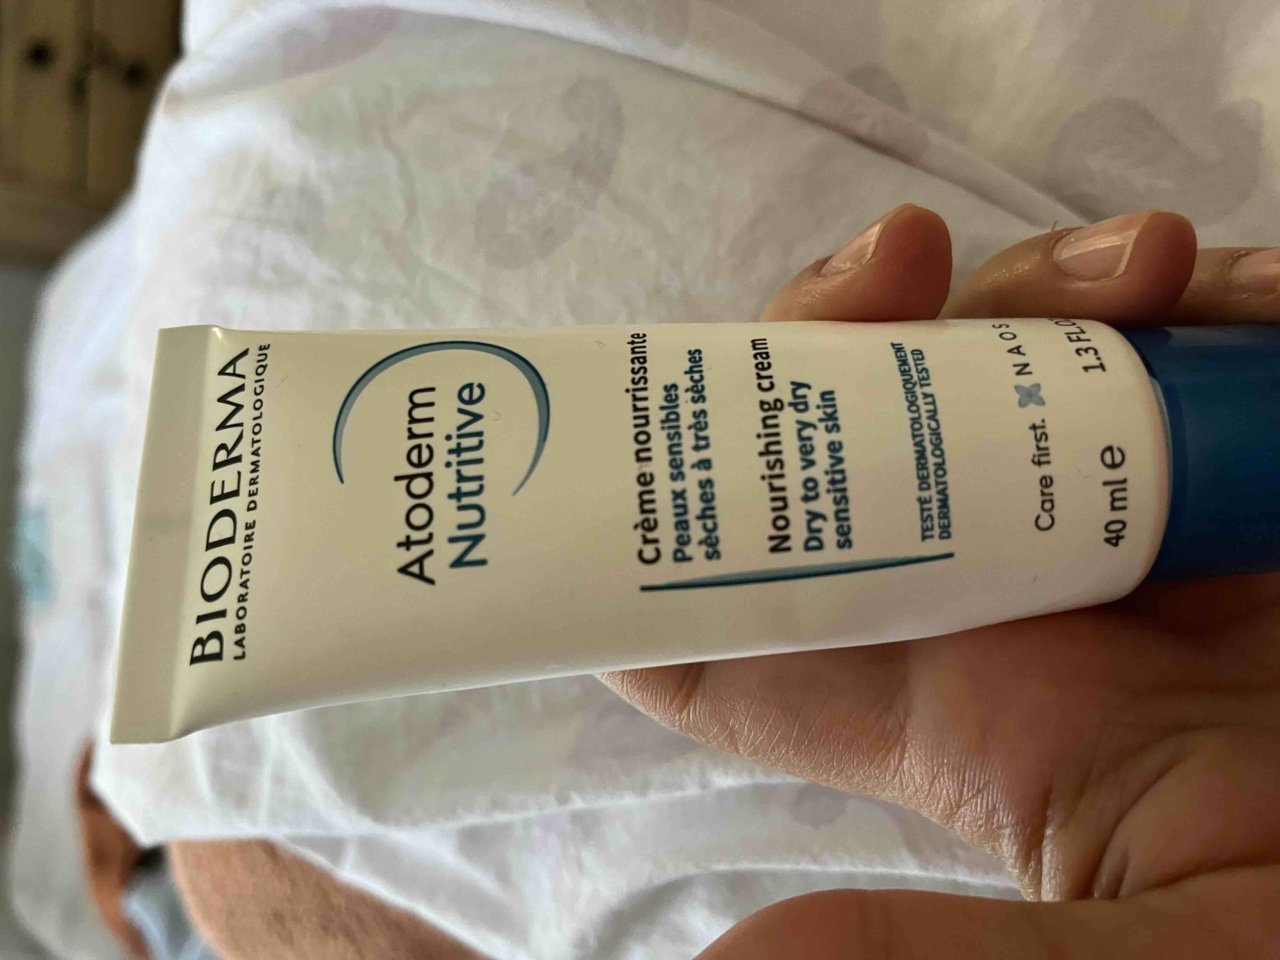 BIODERMA
LABORATOIRE DERMATOLOGIQUE
Atoderm
Nutritive
Crème nourrissante
Peaux sensibles
sèches à très sèches
Nourishing cream
Dry to very dry
sensitive skin
TESTÉ DERMATOLOGIQUEMENT
DERMATOLOGICALLY TESTED
Care first. NAOS
40 ml e 1.3 FL.OZ